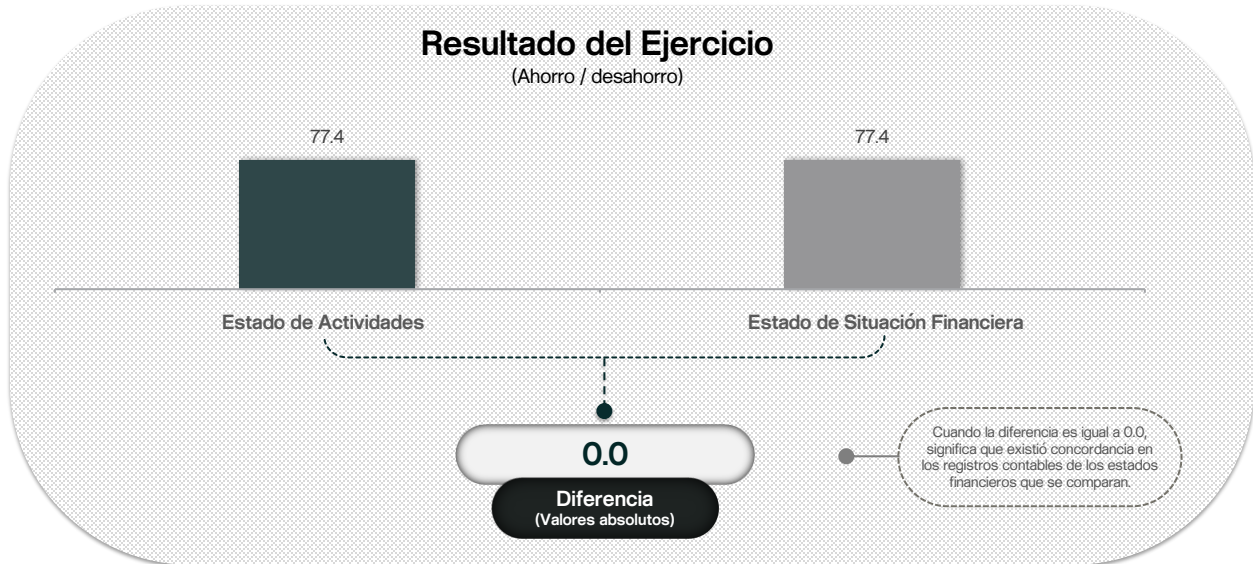 Resultado del Ejercicio
(Ahorro / desahorro)
77.4
77.4
Estado de Actividades
Estado de Situación Financiera
0.0
Diferencia
(Valores absolutos)
Cuando la diferencia es igual a 0.0,
significa que existió concordancia en
los registros contables de los estados
financieros que se comparan.